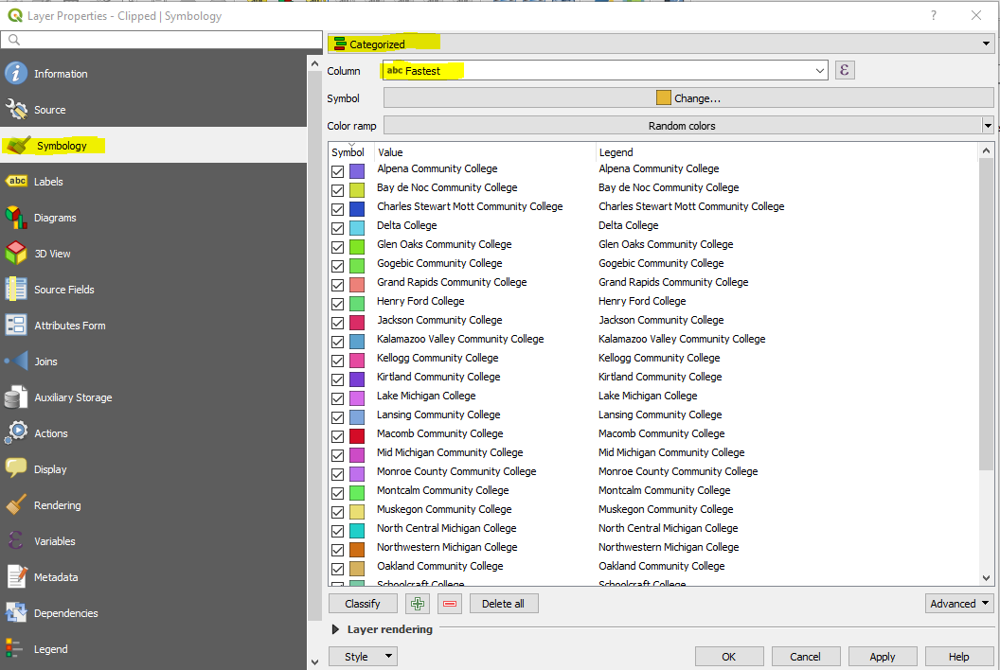 Layer Properties - Clipped | Symbology
?
Information
Source
Symbology
abc Labels
Diagrams
3D View
Source Fields
Attributes Form
Joins
Auxiliary Storage
Actions
Display
Rendering
Variables
Metadata
Dependencies
Legend
Categorized
Column abc Fastest ε
Symbol Change...
Color ramp Random colors
Symbol Value Legend
Alpena Community College Alpena Community College
Bay de Noc Community College Bay de Noc Community College
Charles Stewart Mott Community College Charles Stewart Mott Community College
Delta College Delta College
Glen Oaks Community College Glen Oaks Community College
Gogebic Community College Gogebic Community College
Grand Rapids Community College Grand Rapids Community College
Henry Ford College Henry Ford College
Jackson Community College Jackson Community College
Kalamazoo Valley Community College Kalamazoo Valley Community College
Kellogg Community College Kellogg Community College
Kirtland Community College Kirtland Community College
Lake Michigan College Lake Michigan College
Lansing Community College Lansing Community College
Macomb Community College Macomb Community College
Mid Michigan Community College Mid Michigan Community College
Monroe County Community College Monroe County Community College
Montcalm Community College Montcalm Community College
Muskegon Community College Muskegon Community College
North Central Michigan College North Central Michigan College
Northwestern Michigan College Northwestern Michigan College
Oakland Community College Oakland Community College
Schoolcraft College Schoolcraft College
Classify Delete all Advanced
Layer rendering
Style OK Cancel Apply Help